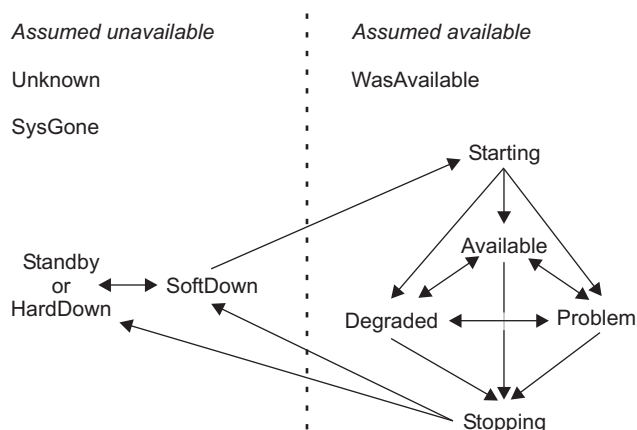 Assumed unavailable
Assumed available
Unknown
WasAvailable
SysGone
Starting
Available
Standby
or
HardDown
SoftDown
Degraded
Problem
Stopping